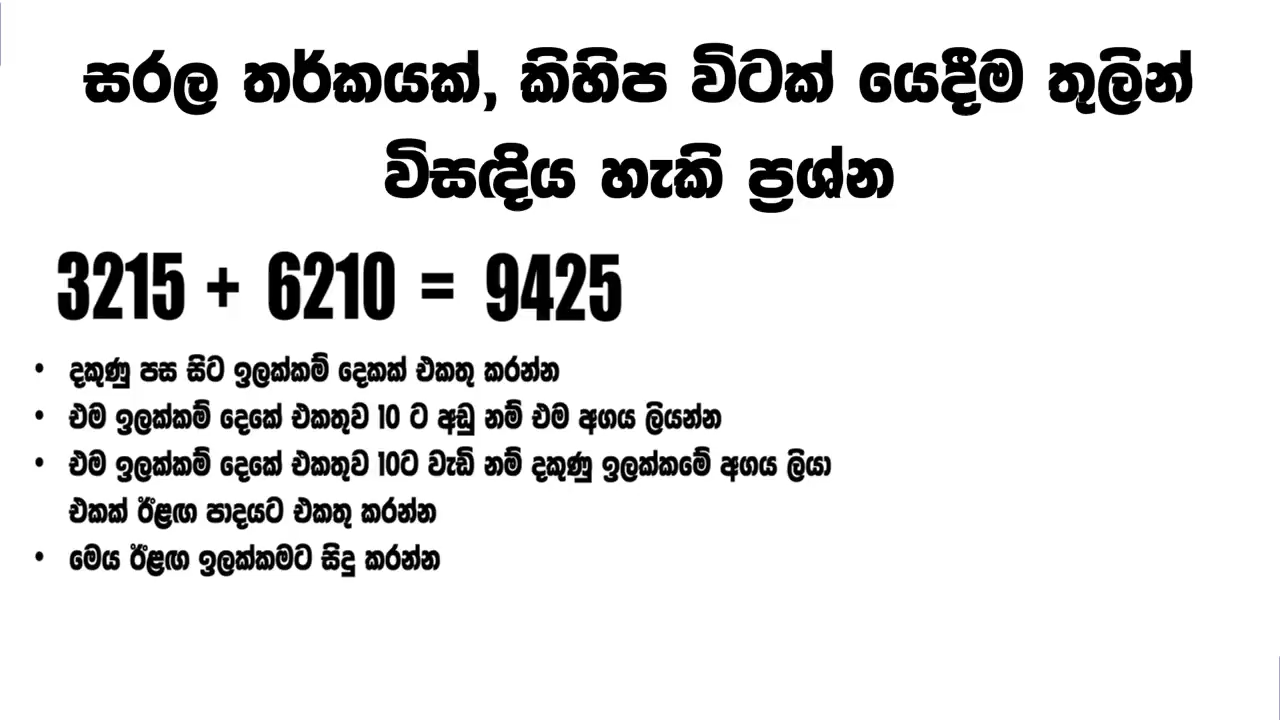 සරල තර්කයක්, කිහිප විටක් යෙදීම තුලින්
විසඳිය හැකි ප්‍රශ්න
3215 + 6210 = 9425
• දකුණු පස සිට ඉලක්කම් දෙකක් එකතු කරන්න
• එම ඉලක්කම් දෙකේ එකතුව 10 ට අඩු නම් එම අගය ලියන්න
• එම ඉලක්කම් දෙකේ එකතුව 10ට වැඩි නම් දකුණු ඉලක්කමේ අගය ලියා
එකක් ඊළඟ පාදයට එකතු කරන්න
• මෙය ඊළඟ ඉලක්කමට සිදු කරන්න